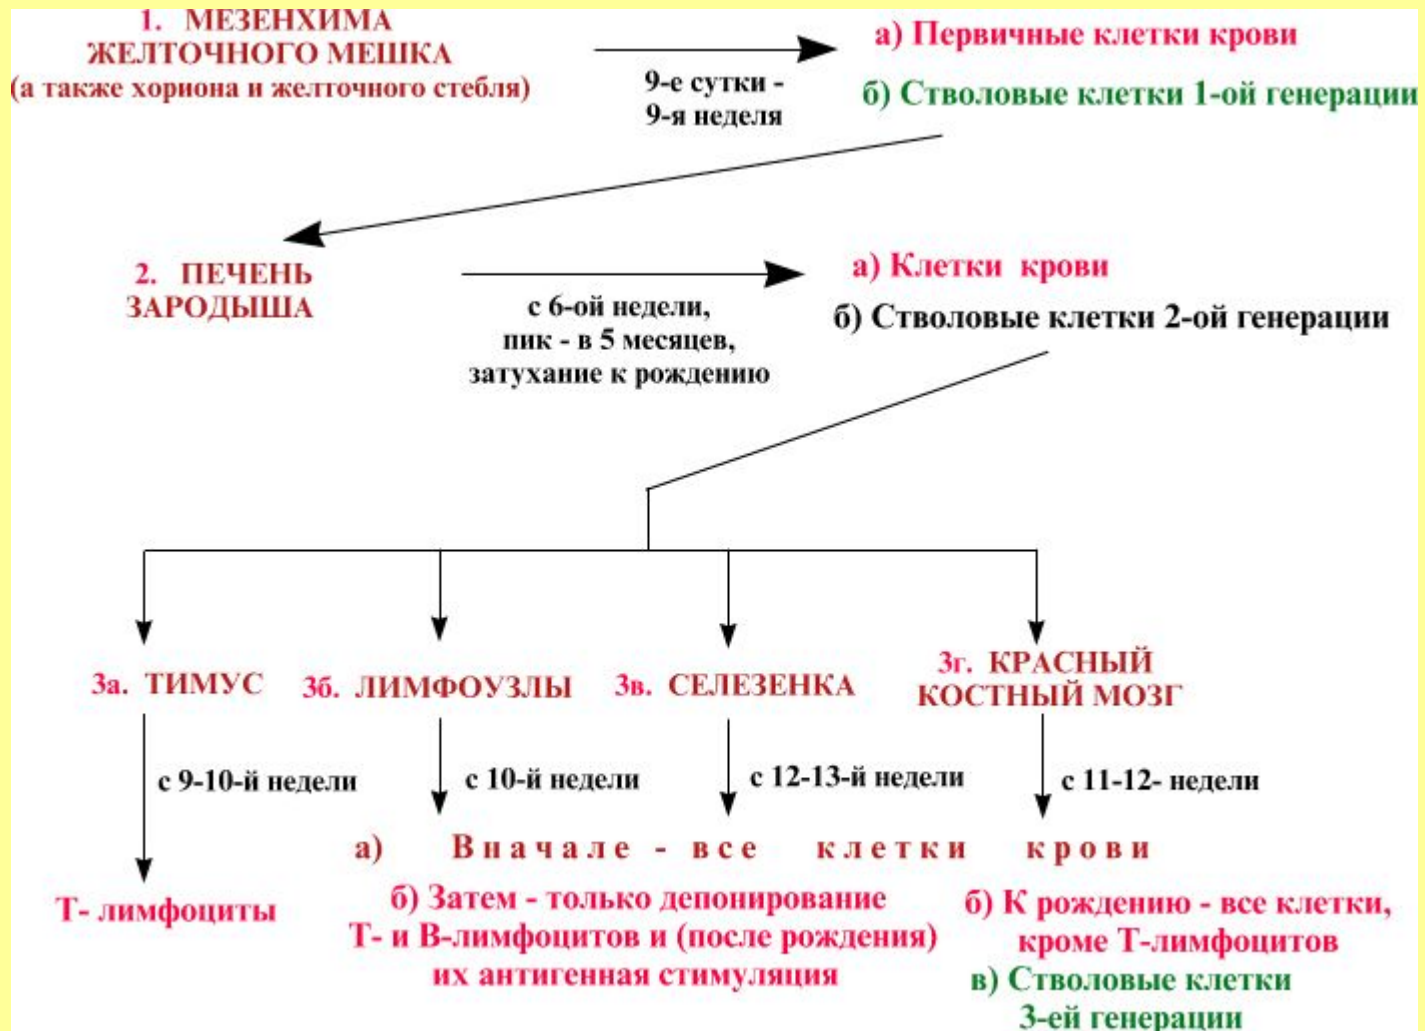 1. МЕЗЕНХИМА
ЖЕЛТОЧНОГО МЕШКА
(а также хориона и желточного стебля)
9-е сутки -
9-я неделя
а) Первичные клетки крови
б) Стволовые клетки 1-ой генерации
2. ПЕЧЕНЬ
ЗАРОДЫША
с 6-ой недели,
пик - в 5 месяцев,
затухание к рождению
а) Клетки крови
б) Стволовые клетки 2-ой генерации
3а. ТИМУС
3б. ЛИМФОУЗЛЫ
3в. СЕЛЕЗЕНКА
3г. КРАСНЫЙ
КОСТНЫЙ МОЗГ
с 9-10-й недели
с 10-й недели
с 12-13-й недели
с 11-12- недели
а) Вначале - все клетки крови
Т- лимфоциты
б) Затем - только депонирование
Т- и В-лимфоцитов и (после рождения)
их антигенная стимуляция
б) К рождению - все клетки,
кроме Т-лимфоцитов
в) Стволовые клетки
3-ей генерации